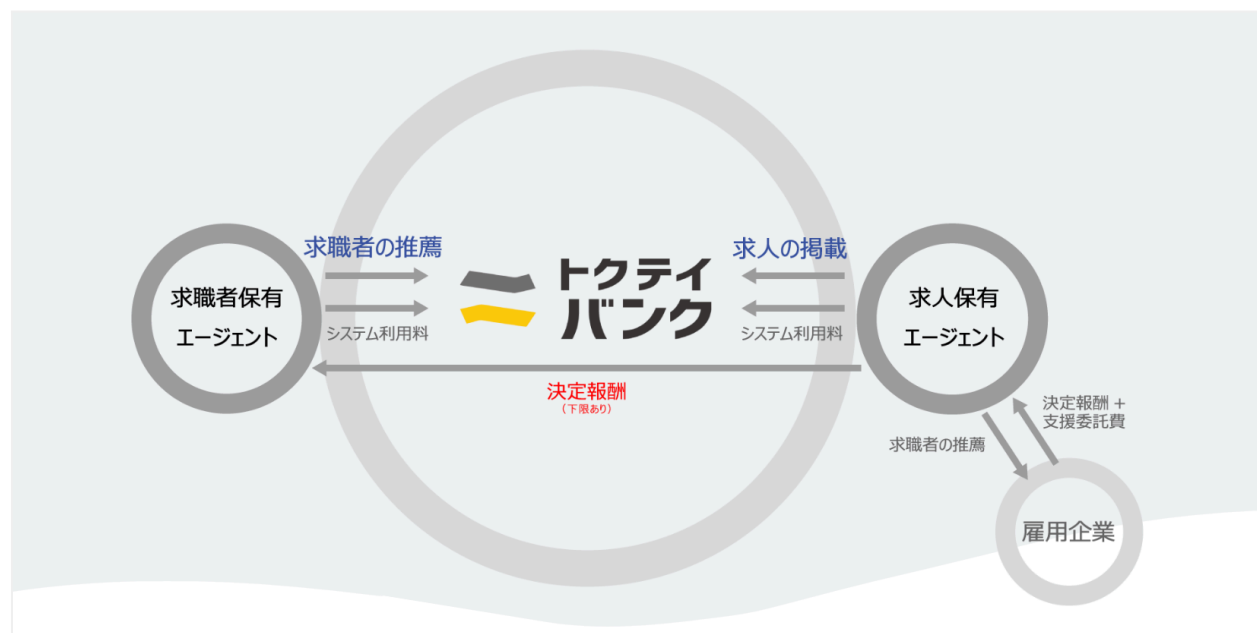 求職者の推薦
求人の掲載
トクテイ
バンク
求職者保有
エージェント
システム利用料
システム利用料
求人保有
エージェント
決定報酬
(下限あり)
決定報酬 +
支援委託費
求職者の推薦
雇用企業